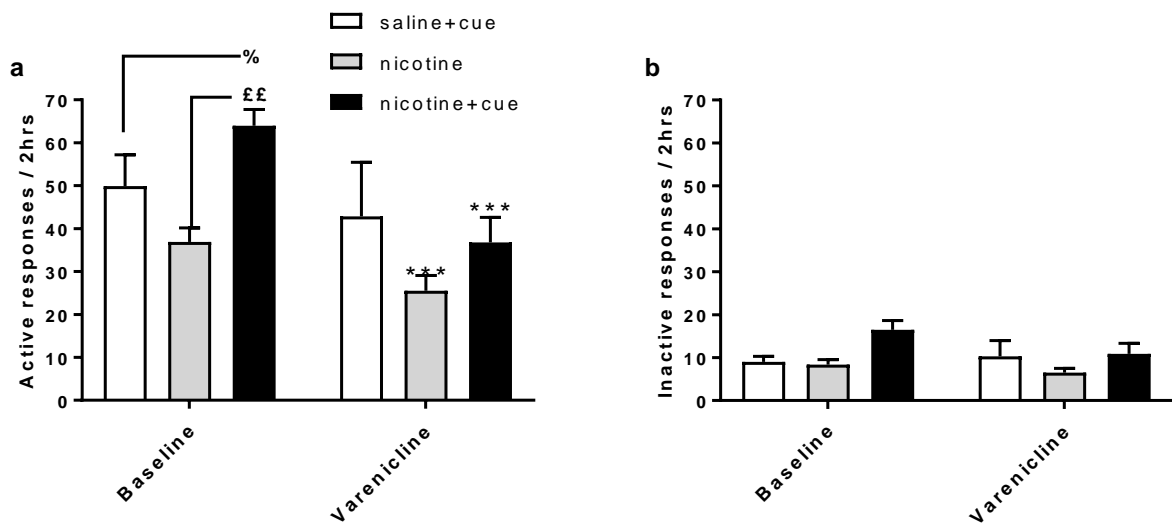 saline+cue
nicotine
nicotine+cue
a
%
££
***
***
Active responses / 2hrs
70
60
50
40
30
20
10
0
Baseline
Varenicline
b
Inactive responses / 2hrs
70
60
50
40
30
20
10
0
Baseline
Varenicline